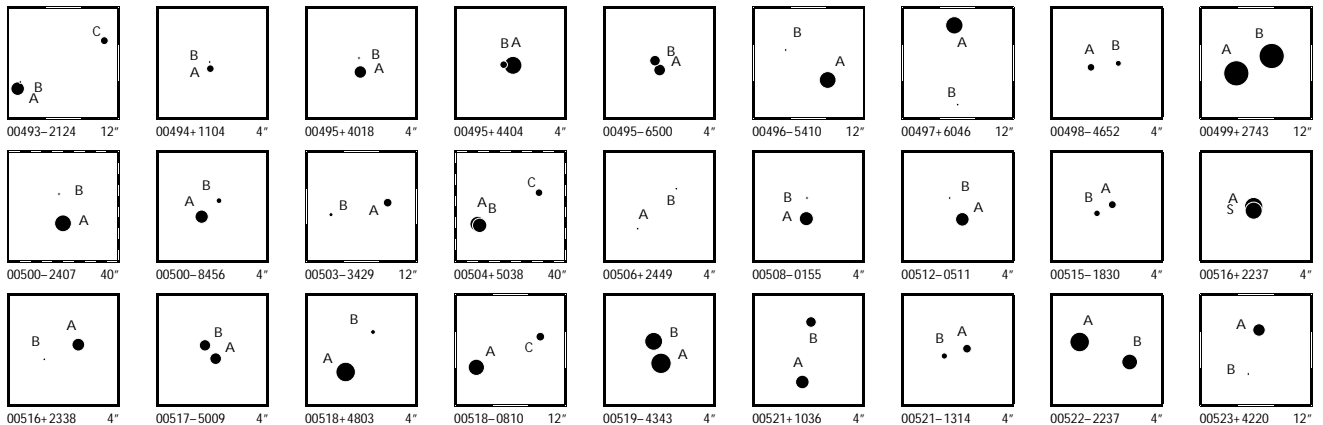 C
B
A
00493−2124 12″
B
A
00494+1104 4″
B
A
00495+4018 4″
B A
00495+4404 4″
B
A
00495−6500 4″
B
A
00496−5410 12″
A
B
00497+6046 12″
A B
00498−4652 4″
B
A
00499+2743 12″
B
A
00500−2407 40″
B
A
00500−8456 4″
B
A
00503−3429 12″
C
A
B
00504+5038 40″
B
A
00506+2449 4″
B
A
00508−0155 4″
B
A
00512−0511 4″
A
B
00515−1830 4″
A
S
00516+2237 4″
A
B
00516+2338 4″
B
A
00517−5009 4″
B
A
00518+4803 4″
A
C
00518−0810 12″
B
A
00519−4343 4″
B
A
00521+1036 4″
A
B
00521−1314 4″
A
B
00522−2237 4″
A
B
00523+4220 12″